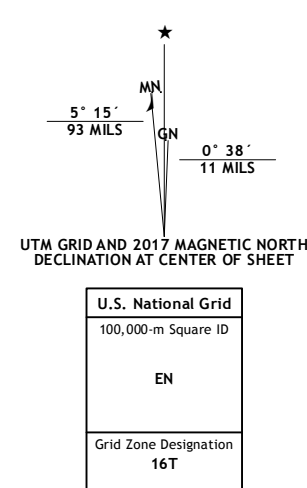 ★
MN
5° 15´
93 MILS
GN
0° 38´
11 MILS
UTM GRID AND 2017 MAGNETIC NORTH
DECLINATION AT CENTER OF SHEET
U.S. National Grid
100,000-m Square ID
EN
Grid Zone Designation
16T